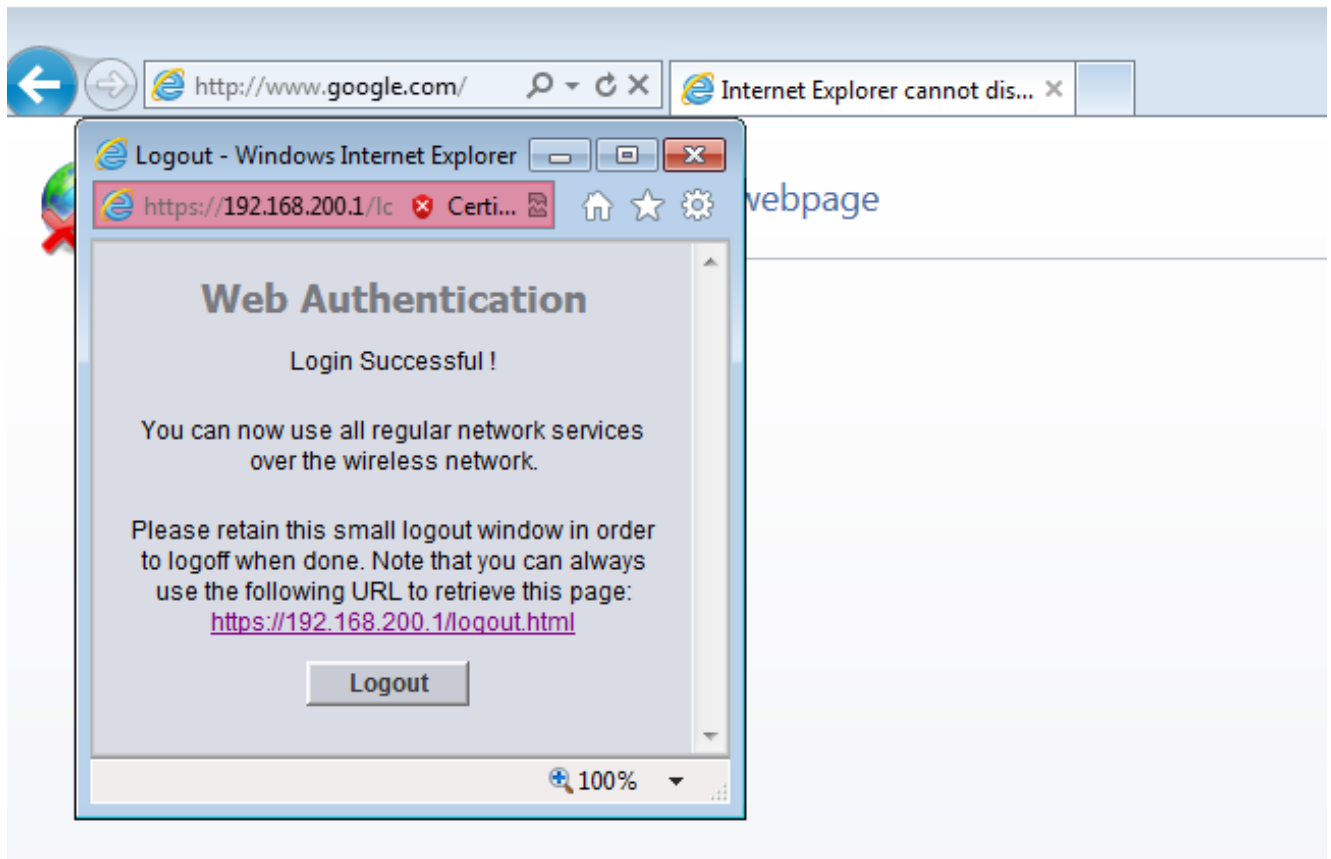 http://www.google.com/
Internet Explorer cannot dis...
Logout - Windows Internet Explorer
https://192.168.200.1/lc
Certi...
webpage
Web Authentication
Login Successful !
You can now use all regular network services
over the wireless network.
Please retain this small logout window in order
to logoff when done. Note that you can always
use the following URL to retrieve this page:
https://192.168.200.1/logout.html
Logout
100%